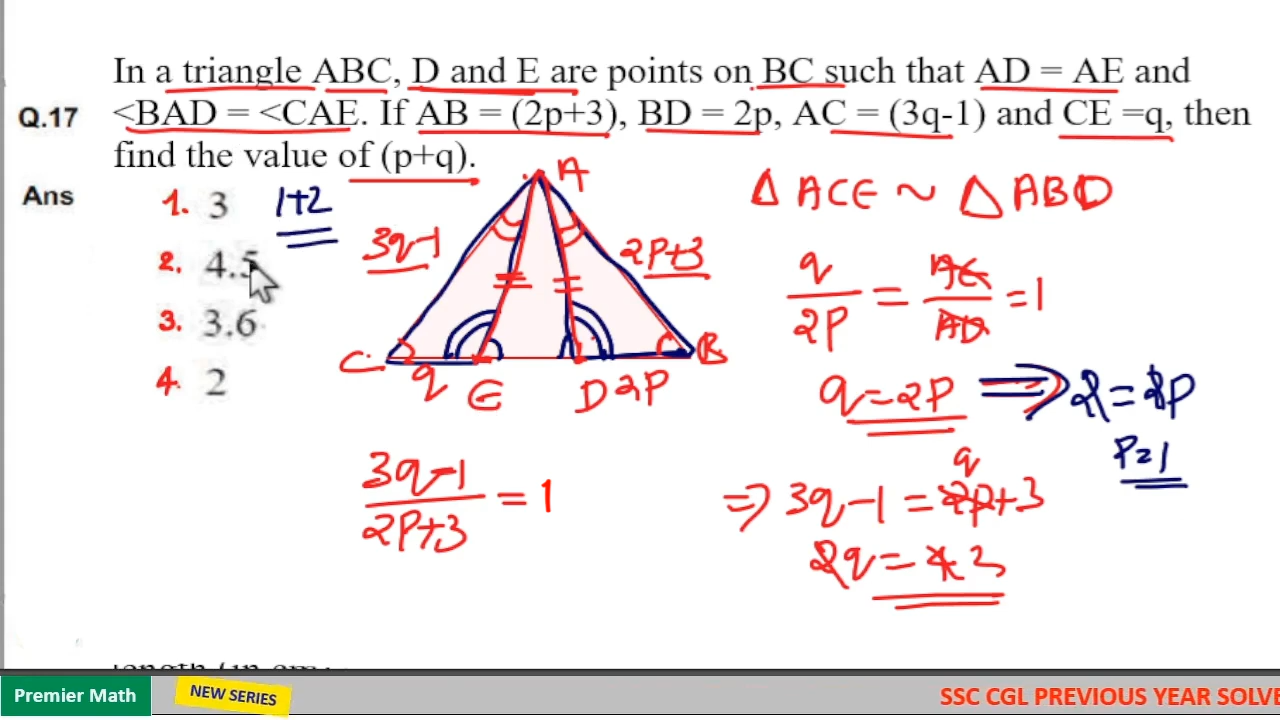 In a triangle ABC, D and E are points on BC such that AD = AE and
Q.17 <BAD = <CAE. If AB = (2p+3), BD = 2p, AC = (3q-1) and CE =q, then
find the value of (p+q).
Ans
1. 3
1+2
2. 4.5
3. 3.6
4. 2
A
3q-1
2P+3
C
q
E
D
2P
B
3q-1
2P+3
= 1
Δ ACE ~ Δ ABD
q
2P
=
AE
AD
= 1
q = 2P ⟹ 2 = 2P
P=1
q
⇒ 3q-1 = 2p+3
2q = 4 2
Premier Math
NEW SERIES
SSC CGL PREVIOUS YEAR SOLVE